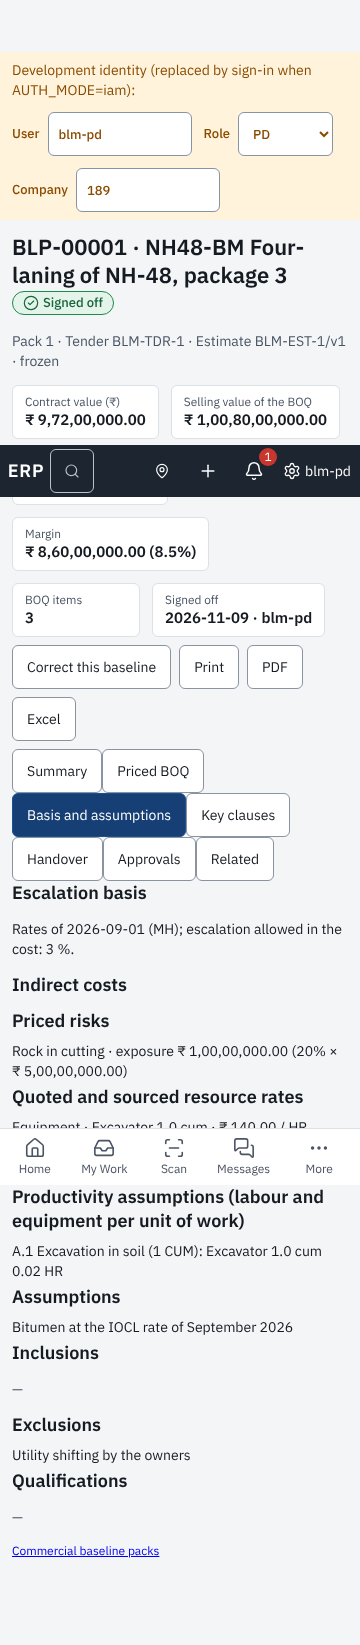 Development identity (replaced by sign-in when
AUTH_MODE=iam):
User blm-pd Role PD
Company 189
BLP-00001 · NH48-BM Four-
laning of NH-48, package 3
Signed off
Pack 1 · Tender BLM-TDR-1 · Estimate BLM-EST-1/v1
· frozen
Contract value (₹) Selling value of the BOQ
₹ 9,72,00,000.00 ₹ 1,00,80,00,000.00
ERP 1 blm-pd
Margin
₹ 8,60,00,000.00 (8.5%)
BOQ items Signed off
3 2026-11-09 · blm-pd
Correct this baseline Print PDF
Excel
Summary Priced BOQ
Basis and assumptions Key clauses
Handover Approvals Related
Escalation basis
Rates of 2026-09-01 (MH); escalation allowed in the
cost: 3 %.
Indirect costs
Priced risks
Rock in cutting · exposure ₹ 1,00,00,000.00 (20% ×
₹ 5,00,00,000.00)
Quoted and sourced resource rates
Equipment · Excavator 1.0 cum · ₹ 140.00 / HR
Home My Work Scan Messages More
Productivity assumptions (labour and
equipment per unit of work)
A.1 Excavation in soil (1 CUM): Excavator 1.0 cum
0.02 HR
Assumptions
Bitumen at the IOCL rate of September 2026
Inclusions
—
Exclusions
Utility shifting by the owners
Qualifications
—
Commercial baseline packs